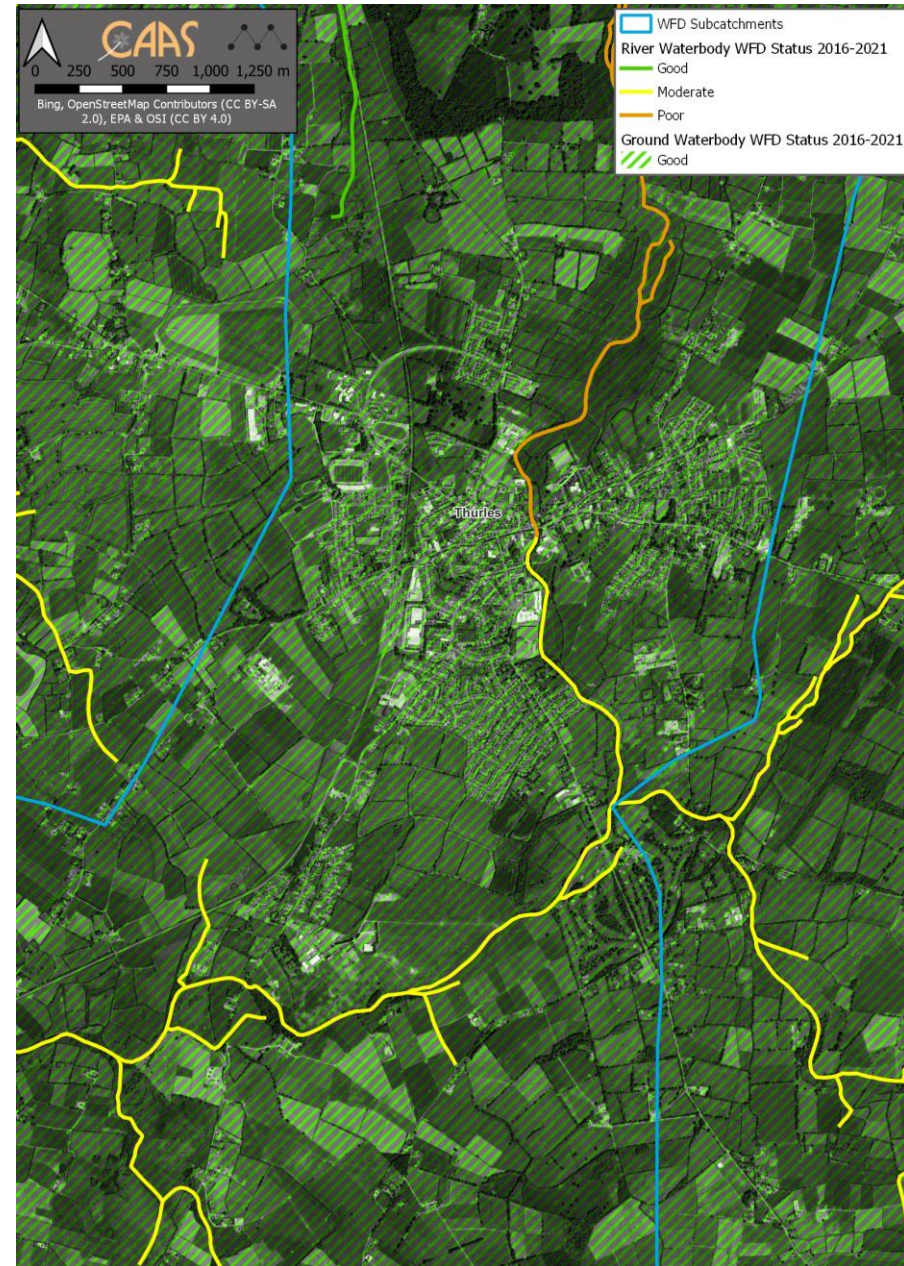 CAAS
0 250 500 750 1,000 1,250 m
Bing, OpenStreetMap Contributors (CC BY-SA
2.0), EPA & OSI (CC BY 4.0)
WFD Subcatchments
River Waterbody WFD Status 2016-2021
Good
Moderate
Poor
Ground Waterbody WFD Status 2016-2021
Good
Thurles